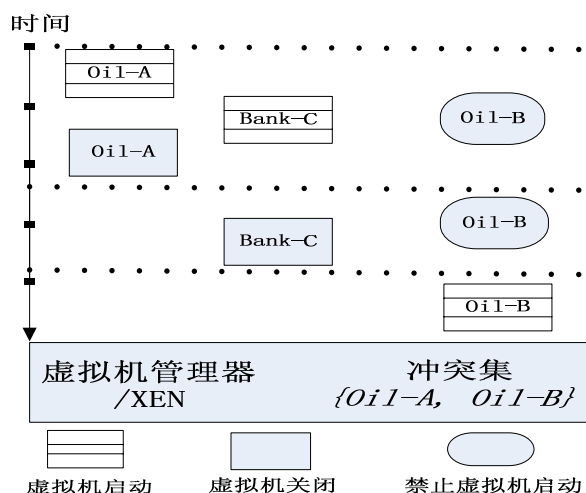 时间
Oil-A
Bank-C
Oil-B
Oil-A
Oil-B
Bank-C
Oil-B
虚拟机管理器
/XEN
冲突集
{Oil-A, Oil-B}
虚拟机启动
虚拟机关闭
禁止虚拟机启动